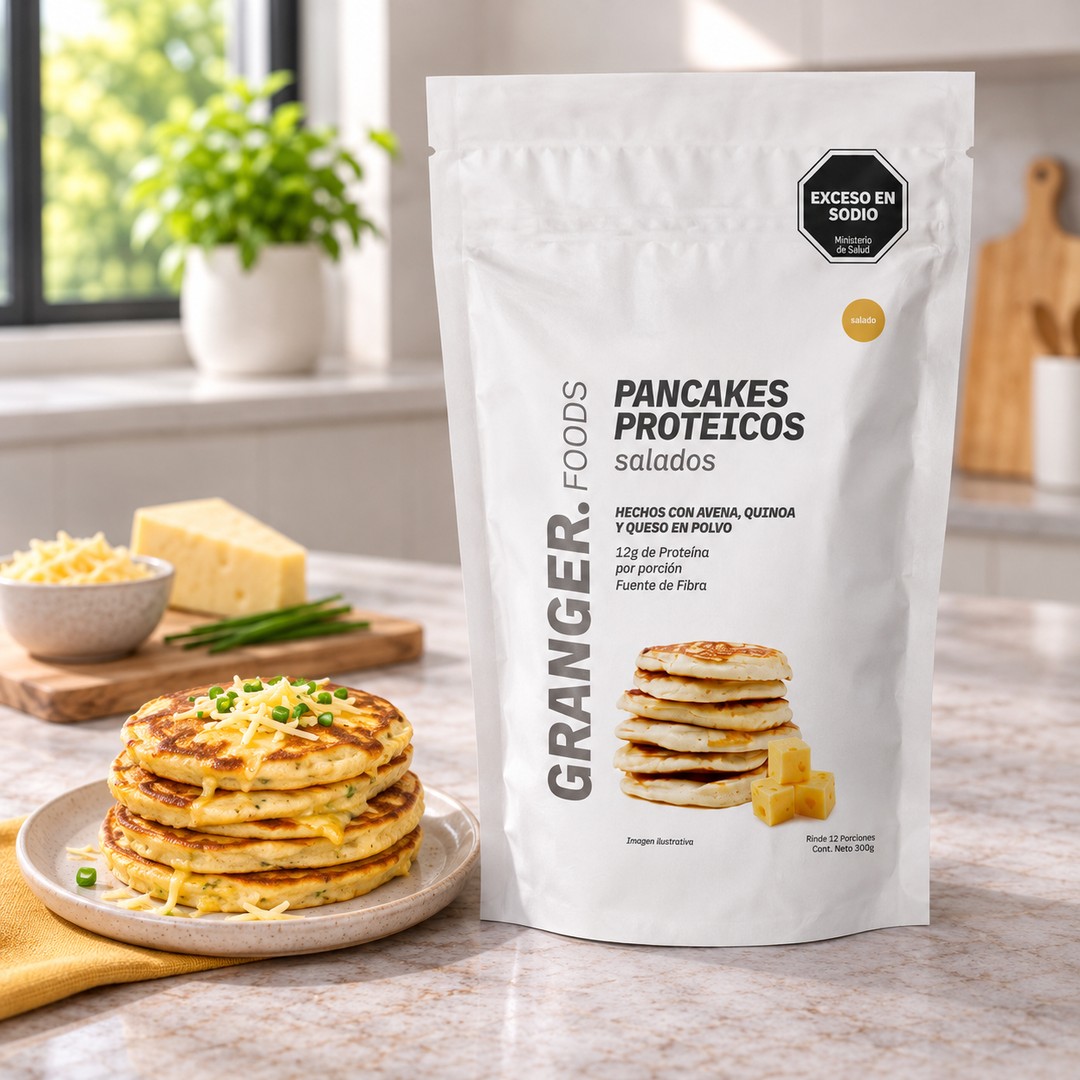 EXCESO EN
SODIO
Ministerio
de Salud
salado
GRANGER. FOODS
PANCAKES
PROTEICOS
salados
HECHOS CON AVENA, QUINOA
Y QUESO EN POLVO
12g de Proteína
por porción
Fuente de Fibra
Imagen ilustrativa
Rinde 12 Porciones
Cont. Neto 300g